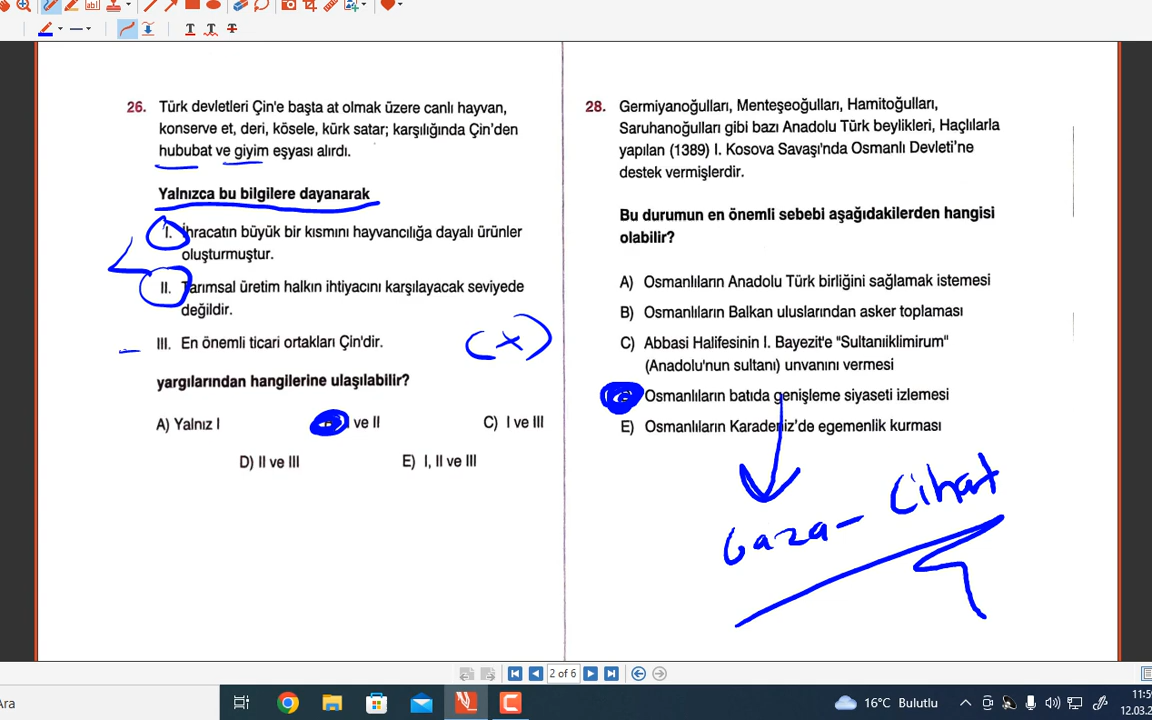 26. Türk devletleri Çin'e başta at olmak üzere canlı hayvan,
konserve et, deri, kösele, kürk satar; karşılığında Çin'den
hububat ve giyim eşyası alırdı.
Yalnızca bu bilgilere dayanarak
I. İhracatın büyük bir kısmını hayvancılığa dayalı ürünler
oluşturmuştur.
II. Tarımsal üretim halkın ihtiyacını karşılayacak seviyede
değildir.
III. En önemli ticari ortakları Çin'dir.
(x)
yargılarından hangilerine ulaşılabilir?
A) Yalnız I
I ve II
C) I ve III
D) II ve III
E) I, II ve III
28. Germiyanoğulları, Menteşeoğulları, Hamitoğulları,
Saruhanoğulları gibi bazı Anadolu Türk beylikleri, Haçlılarla
yapılan (1389) I. Kosova Savaşı'nda Osmanlı Devleti'ne
destek vermişlerdir.
Bu durumun en önemli sebebi aşağıdakilerden hangisi
olabilir?
A) Osmanlıların Anadolu Türk birliğini sağlamak istemesi
B) Osmanlıların Balkan uluslarından asker toplaması
C) Abbasi Halifesinin I. Bayezit'e "Sultanıiklimirum"
(Anadolu'nun sultanı) unvanını vermesi
Osmanlıların batıda genişleme siyaseti izlemesi
E) Osmanlıların Karadeniz'de egemenlik kurması
Gaza - Cihat
2 of 6
Ara
16°C Bulutlu